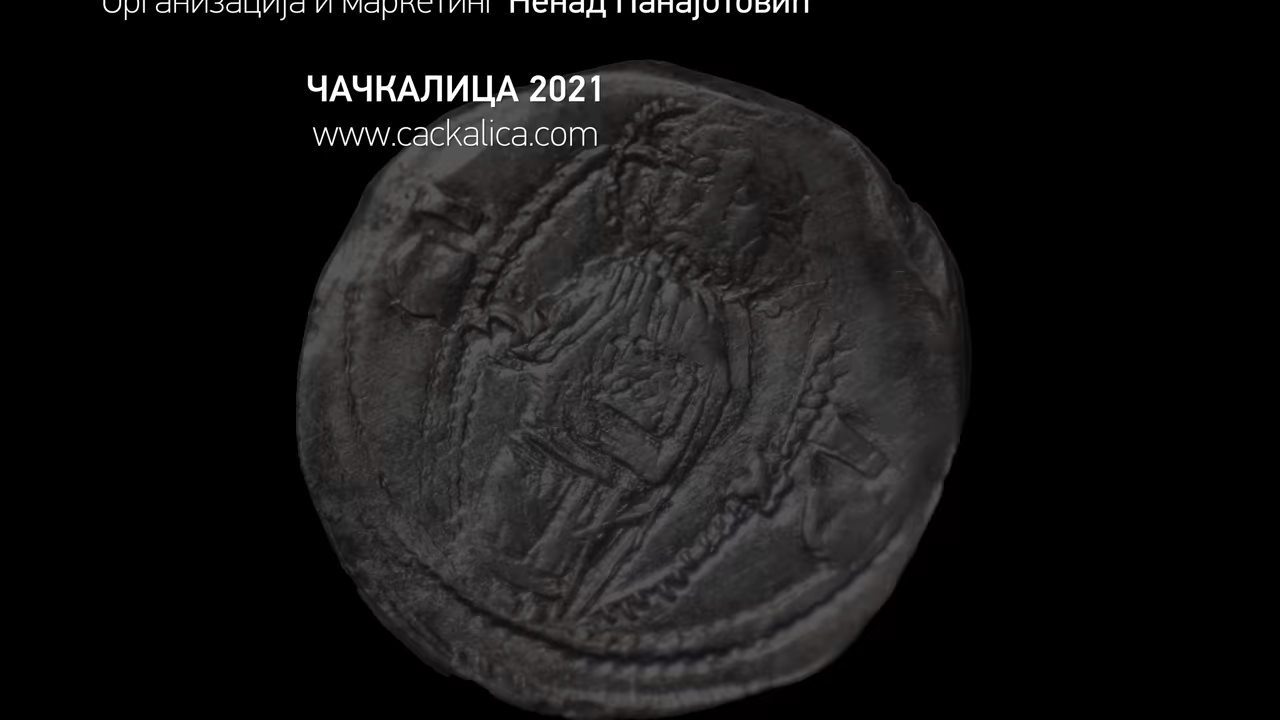 Организација и маркетинг Ненад Панајотовић
ЧАЧКАЛИЦА 2021
www.cackalica.com